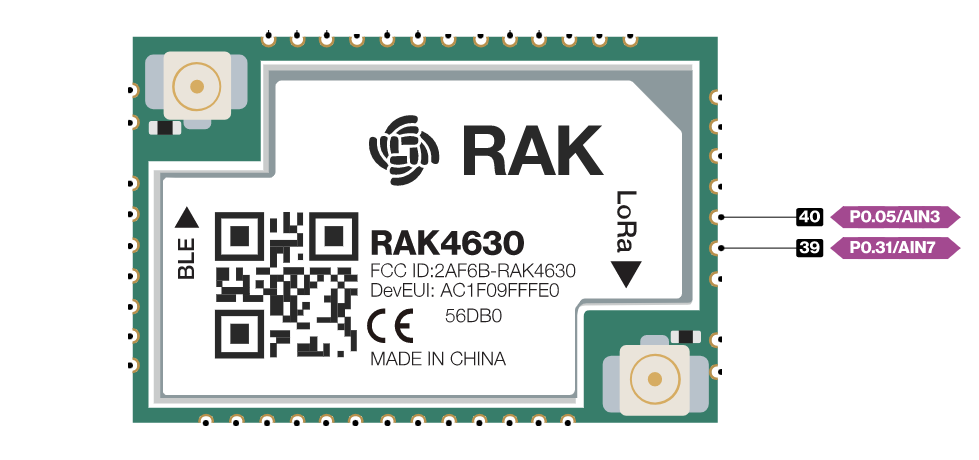 RAK
LoRa
40 P0.05/AIN3
39 P0.31/AIN7
BLE
RAK4630
FCC ID:2AF6B-RAK4630
DevEUI: AC1F09FFFE0
56DB0
CE
MADE IN CHINA